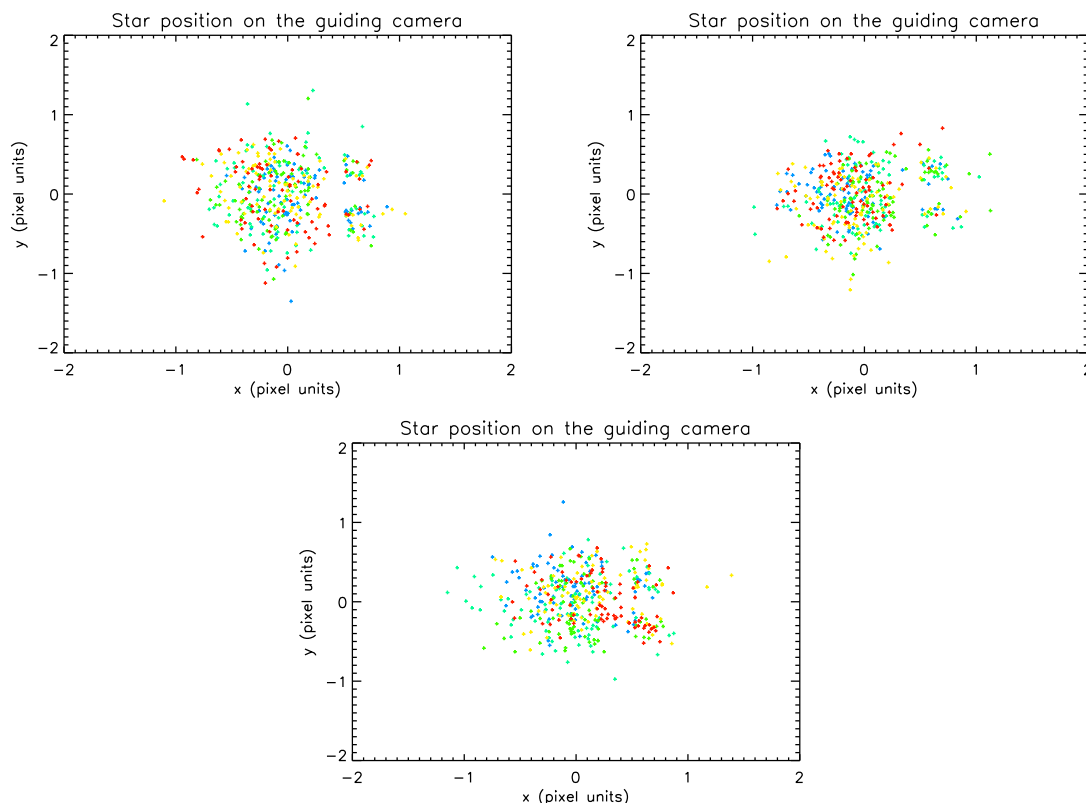 Star position on the guiding camera
2
1
0
−1
−2
y (pixel units)
−2 −1 0 1 2
x (pixel units)
Star position on the guiding camera
2
1
0
−1
−2
y (pixel units)
−2 −1 0 1 2
x (pixel units)
Star position on the guiding camera
2
1
0
−1
−2
y (pixel units)
−2 −1 0 1 2
x (pixel units)